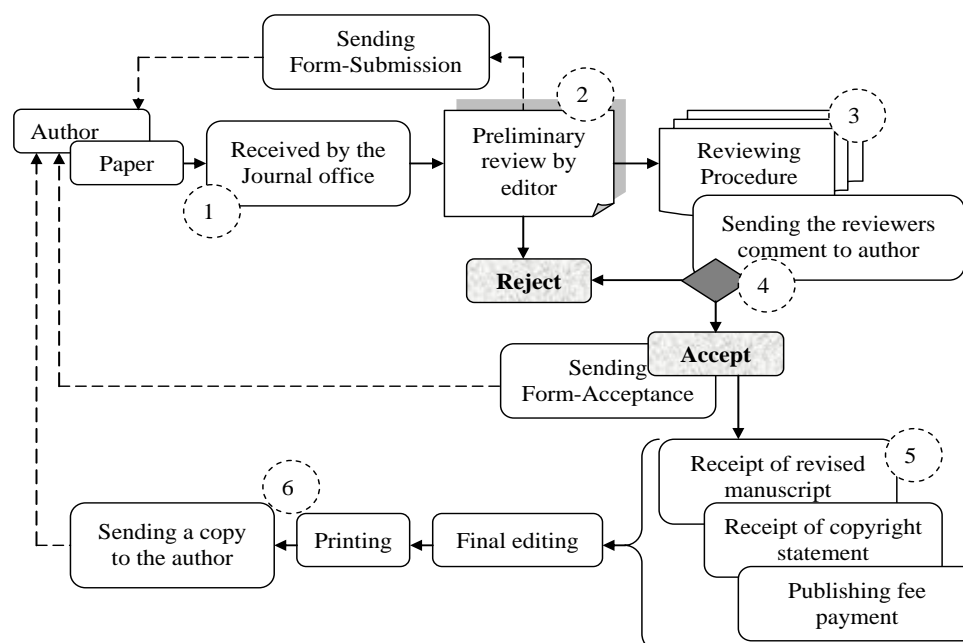 Sending
Form-Submission
2
3
Author
Paper
Received by the
Journal office
1
Preliminary
review by
editor
Reviewing
Procedure
Sending the reviewers
comment to author
4
Reject
Accept
Sending
Form-Acceptance
5
Receipt of revised
manuscript
Receipt of copyright
statement
Publishing fee
payment
Final editing
Printing
6
Sending a copy
to the author